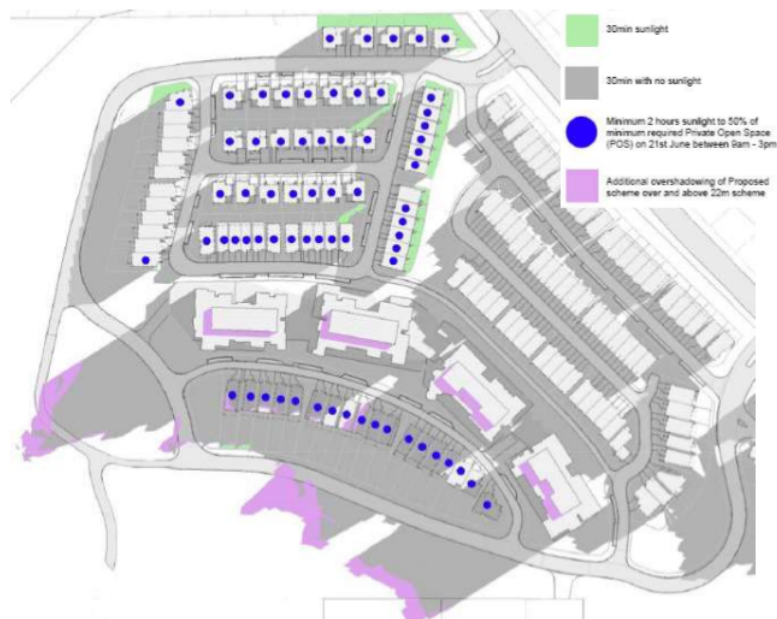 30min sunlight
30min with no sunlight
Minimum 2 hours sunlight to 50% of
minimum required Private Open Space
(POS) on 21st June between 9am - 3pm
Additional overshadowing of Proposed
scheme over and above 22m scheme